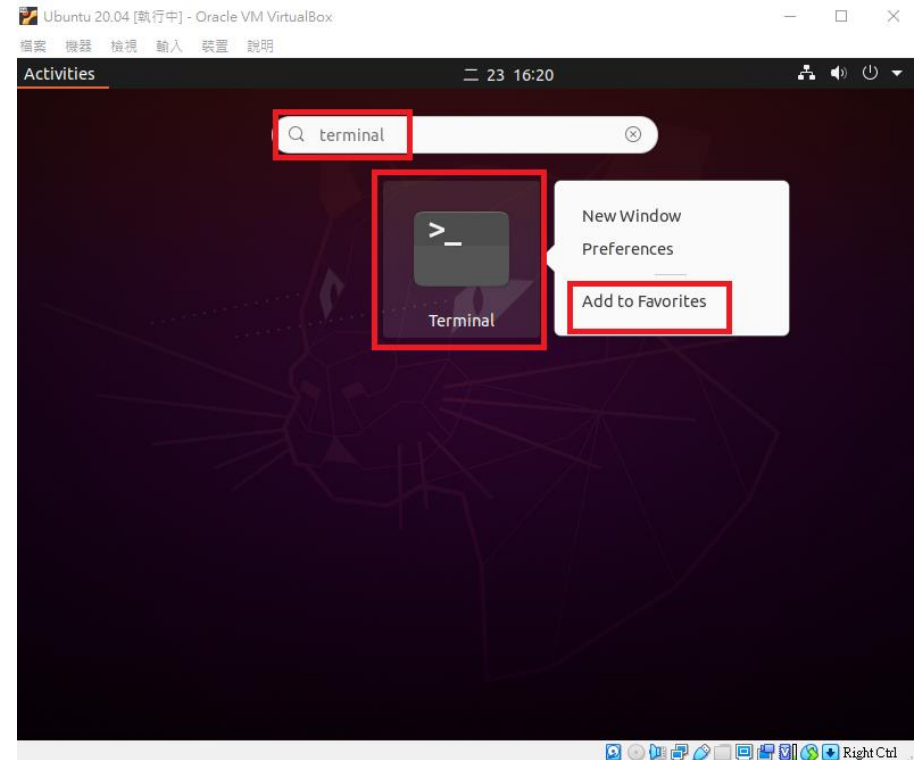 Ubuntu 20.04 [執行中] - Oracle VM VirtualBox
檔案 機器 檢視 輸入 裝置 說明
Activities
二 23 16:20
terminal
>_
Terminal
New Window
Preferences
Add to Favorites
Right Ctrl